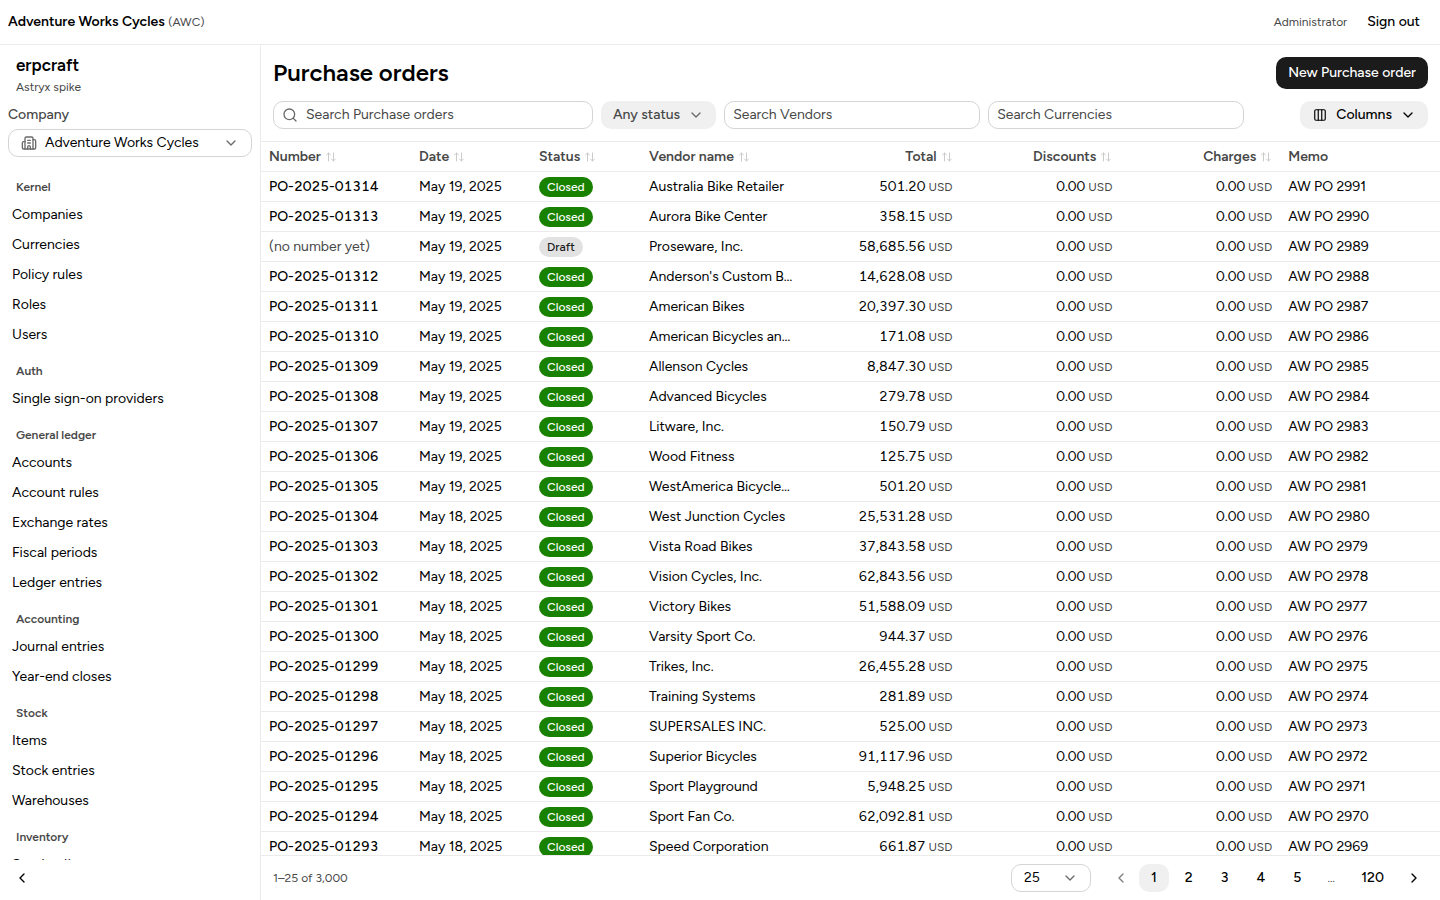 Adventure Works Cycles (AWC)
Administrator
Sign out
erpcraft
Astryx spike
Company
Adventure Works Cycles
Kernel
Companies
Currencies
Policy rules
Roles
Users
Auth
Single sign-on providers
General ledger
Accounts
Account rules
Exchange rates
Fiscal periods
Ledger entries
Accounting
Journal entries
Year-end closes
Stock
Items
Stock entries
Warehouses
Inventory
Purchase orders
New Purchase order
Search Purchase orders
Any status
Search Vendors
Search Currencies
Columns
Number Date Status Vendor name Total Discounts Charges Memo
PO-2025-01314 May 19, 2025 Closed Australia Bike Retailer 501.20 USD 0.00 USD 0.00 USD AW PO 2991
PO-2025-01313 May 19, 2025 Closed Aurora Bike Center 358.15 USD 0.00 USD 0.00 USD AW PO 2990
(no number yet) May 19, 2025 Draft Proseware, Inc. 58,685.56 USD 0.00 USD 0.00 USD AW PO 2989
PO-2025-01312 May 19, 2025 Closed Anderson's Custom B... 14,628.08 USD 0.00 USD 0.00 USD AW PO 2988
PO-2025-01311 May 19, 2025 Closed American Bikes 20,397.30 USD 0.00 USD 0.00 USD AW PO 2987
PO-2025-01310 May 19, 2025 Closed American Bicycles an... 171.08 USD 0.00 USD 0.00 USD AW PO 2986
PO-2025-01309 May 19, 2025 Closed Allenson Cycles 8,847.30 USD 0.00 USD 0.00 USD AW PO 2985
PO-2025-01308 May 19, 2025 Closed Advanced Bicycles 279.78 USD 0.00 USD 0.00 USD AW PO 2984
PO-2025-01307 May 19, 2025 Closed Litware, Inc. 150.79 USD 0.00 USD 0.00 USD AW PO 2983
PO-2025-01306 May 19, 2025 Closed Wood Fitness 125.75 USD 0.00 USD 0.00 USD AW PO 2982
PO-2025-01305 May 19, 2025 Closed WestAmerica Bicycle... 501.20 USD 0.00 USD 0.00 USD AW PO 2981
PO-2025-01304 May 18, 2025 Closed West Junction Cycles 25,531.28 USD 0.00 USD 0.00 USD AW PO 2980
PO-2025-01303 May 18, 2025 Closed Vista Road Bikes 37,843.58 USD 0.00 USD 0.00 USD AW PO 2979
PO-2025-01302 May 18, 2025 Closed Vision Cycles, Inc. 62,843.56 USD 0.00 USD 0.00 USD AW PO 2978
PO-2025-01301 May 18, 2025 Closed Victory Bikes 51,588.09 USD 0.00 USD 0.00 USD AW PO 2977
PO-2025-01300 May 18, 2025 Closed Varsity Sport Co. 944.37 USD 0.00 USD 0.00 USD AW PO 2976
PO-2025-01299 May 18, 2025 Closed Trikes, Inc. 26,455.28 USD 0.00 USD 0.00 USD AW PO 2975
PO-2025-01298 May 18, 2025 Closed Training Systems 281.89 USD 0.00 USD 0.00 USD AW PO 2974
PO-2025-01297 May 18, 2025 Closed SUPERSALES INC. 525.00 USD 0.00 USD 0.00 USD AW PO 2973
PO-2025-01296 May 18, 2025 Closed Superior Bicycles 91,117.96 USD 0.00 USD 0.00 USD AW PO 2972
PO-2025-01295 May 18, 2025 Closed Sport Playground 5,948.25 USD 0.00 USD 0.00 USD AW PO 2971
PO-2025-01294 May 18, 2025 Closed Sport Fan Co. 62,092.81 USD 0.00 USD 0.00 USD AW PO 2970
PO-2025-01293 May 18, 2025 Closed Speed Corporation 661.87 USD 0.00 USD 0.00 USD AW PO 2969
1–25 of 3,000
25
1 2 3 4 5 ... 120